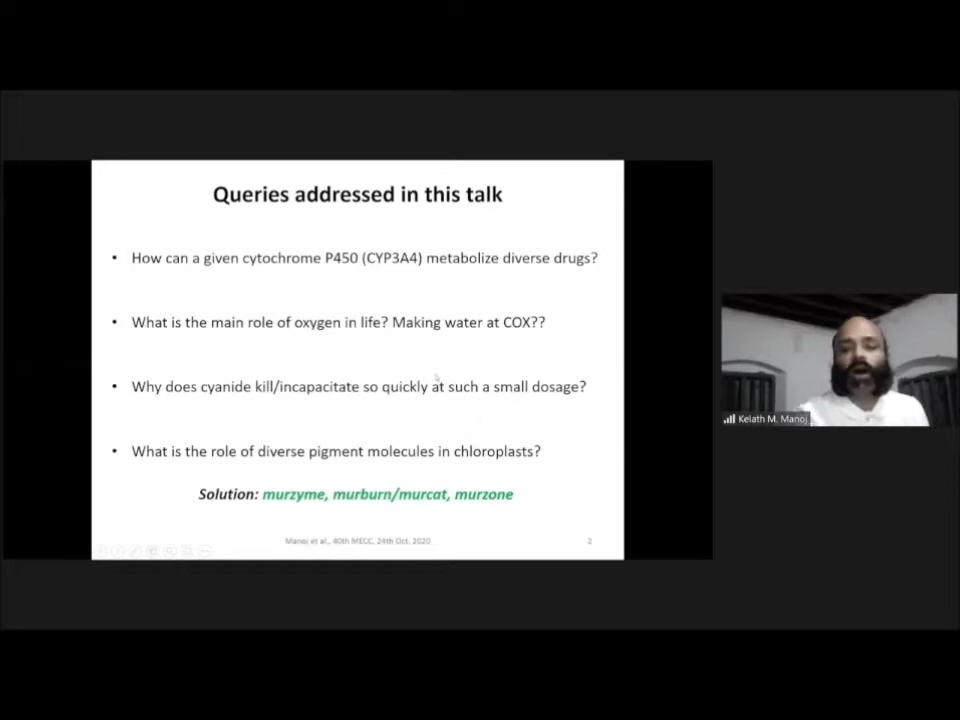 Queries addressed in this talk
• How can a given cytochrome P450 (CYP3A4) metabolize diverse drugs?
• What is the main role of oxygen in life? Making water at COX??
• Why does cyanide kill/incapacitate so quickly at such a small dosage?
• What is the role of diverse pigment molecules in chloroplasts?
Solution: murzyme, murburn/murcat, murzone
Manoj et al., 40th MECC, 24th Oct, 2020
2
Kelath M. Manoj